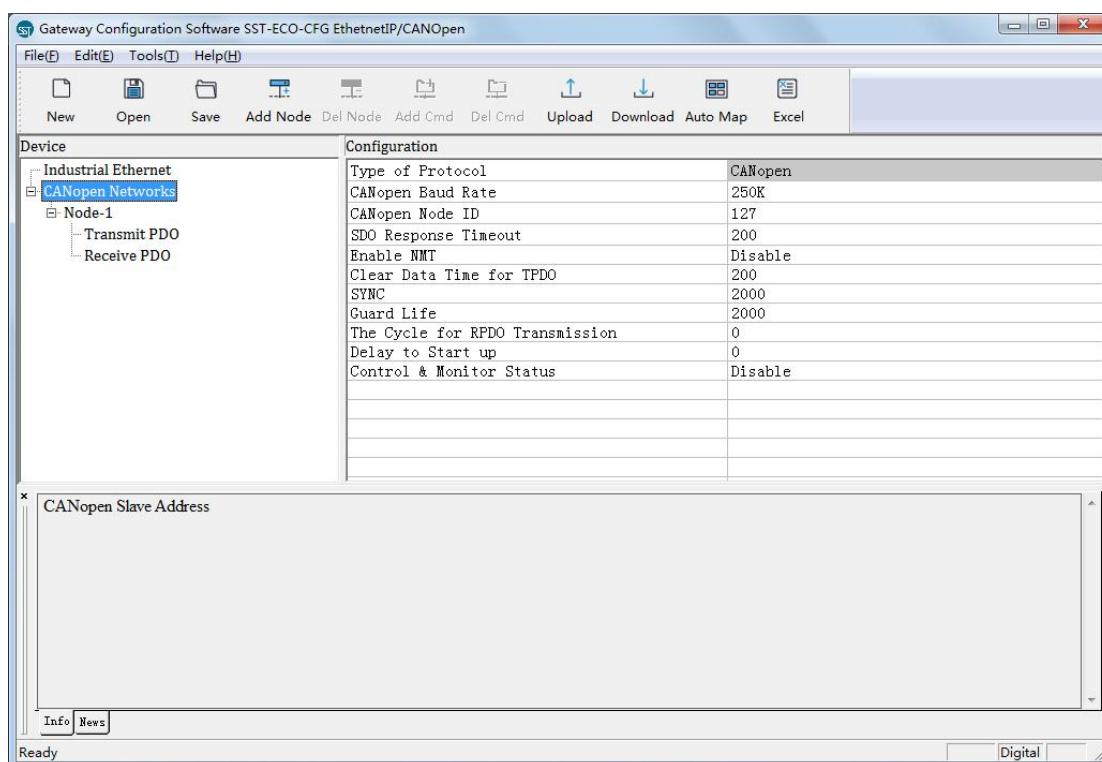 SST Gateway Configuration Software SST-ECO-CFG EthetnetIP/CANOpen
File(F) Edit(E) Tools(T) Help(H)
New Open Save Add Node Del Node Add Cmd Del Cmd Upload Download Auto Map Excel
Device Configuration
Industrial Ethernet
CANopen Networks
Node-1
Transmit PDO
Receive PDO
Type of Protocol CANopen
CANopen Baud Rate 250K
CANopen Node ID 127
SDO Response Timeout 200
Enable NMT Disable
Clear Data Time for TPDO 200
SYNC 2000
Guard Life 2000
The Cycle for RPDO Transmission 0
Delay to Start up 0
Control & Monitor Status Disable
CANopen Slave Address
Info News
Ready Digital